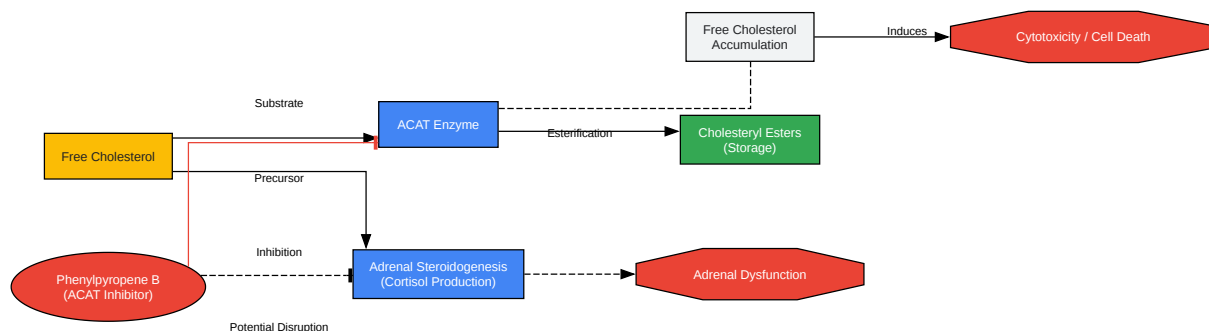 Free Cholesterol
Accumulation
Induces
Cytotoxicity / Cell Death
Substrate
ACAT Enzyme
Esterification
Cholesteryl Esters
(Storage)
Free Cholesterol
Precursor
Inhibition
Adrenal Steroidogenesis
(Cortisol Production)
Adrenal Dysfunction
Phenylpyropene B
(ACAT Inhibitor)
Potential Disruption